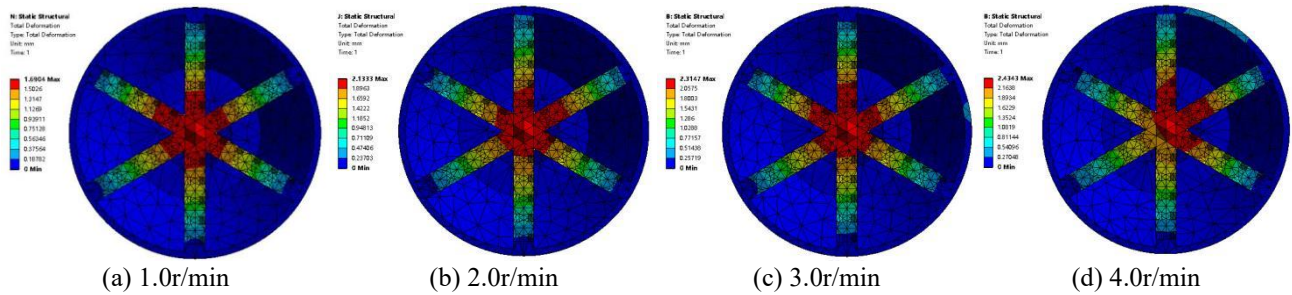 N: Static Structural
Total Deformation
Type: Total Deformation
Unit: mm
Time: 1
1.6904 Max
1.5026
1.3147
1.1269
0.93911
0.75128
0.56346
0.37564
0.18782
0 Min
(a) 1.0r/min
J: Static Structural
Total Deformation
Type: Total Deformation
Unit: mm
Time: 1
2.1333 Max
1.8963
1.6592
1.4222
1.1852
0.94813
0.71109
0.47406
0.23703
0 Min
(b) 2.0r/min
B: Static Structural
Total Deformation
Type: Total Deformation
Unit: mm
Time: 1
2.3147 Max
2.0575
1.8003
1.5431
1.286
1.0288
0.77157
0.51438
0.25719
0 Min
(c) 3.0r/min
B: Static Structural
Total Deformation
Type: Total Deformation
Unit: mm
Time: 1
2.4343 Max
2.1638
1.8934
1.6229
1.3524
1.0819
0.81144
0.54096
0.27048
0 Min
(d) 4.0r/min